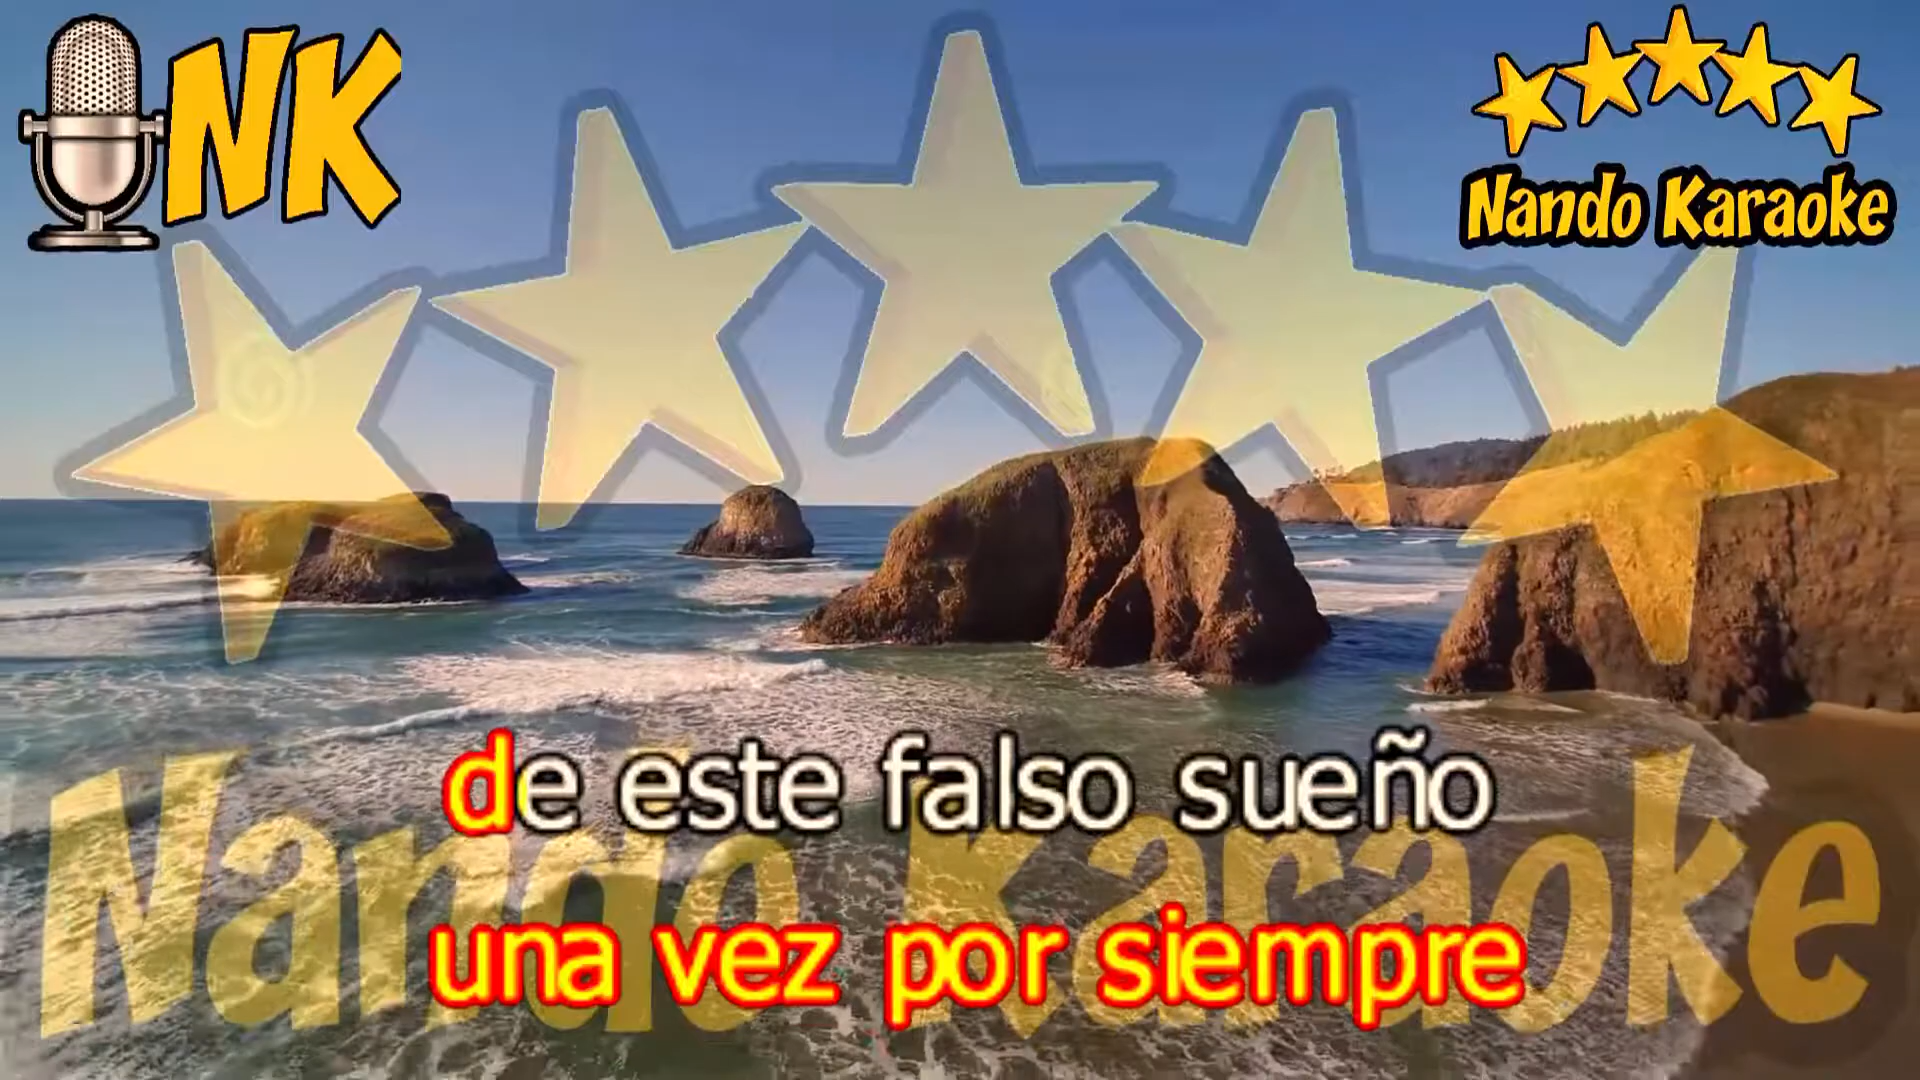 NK
Nando Karaoke
de este falso sueño
una vez por siempre
Nando Karaoke